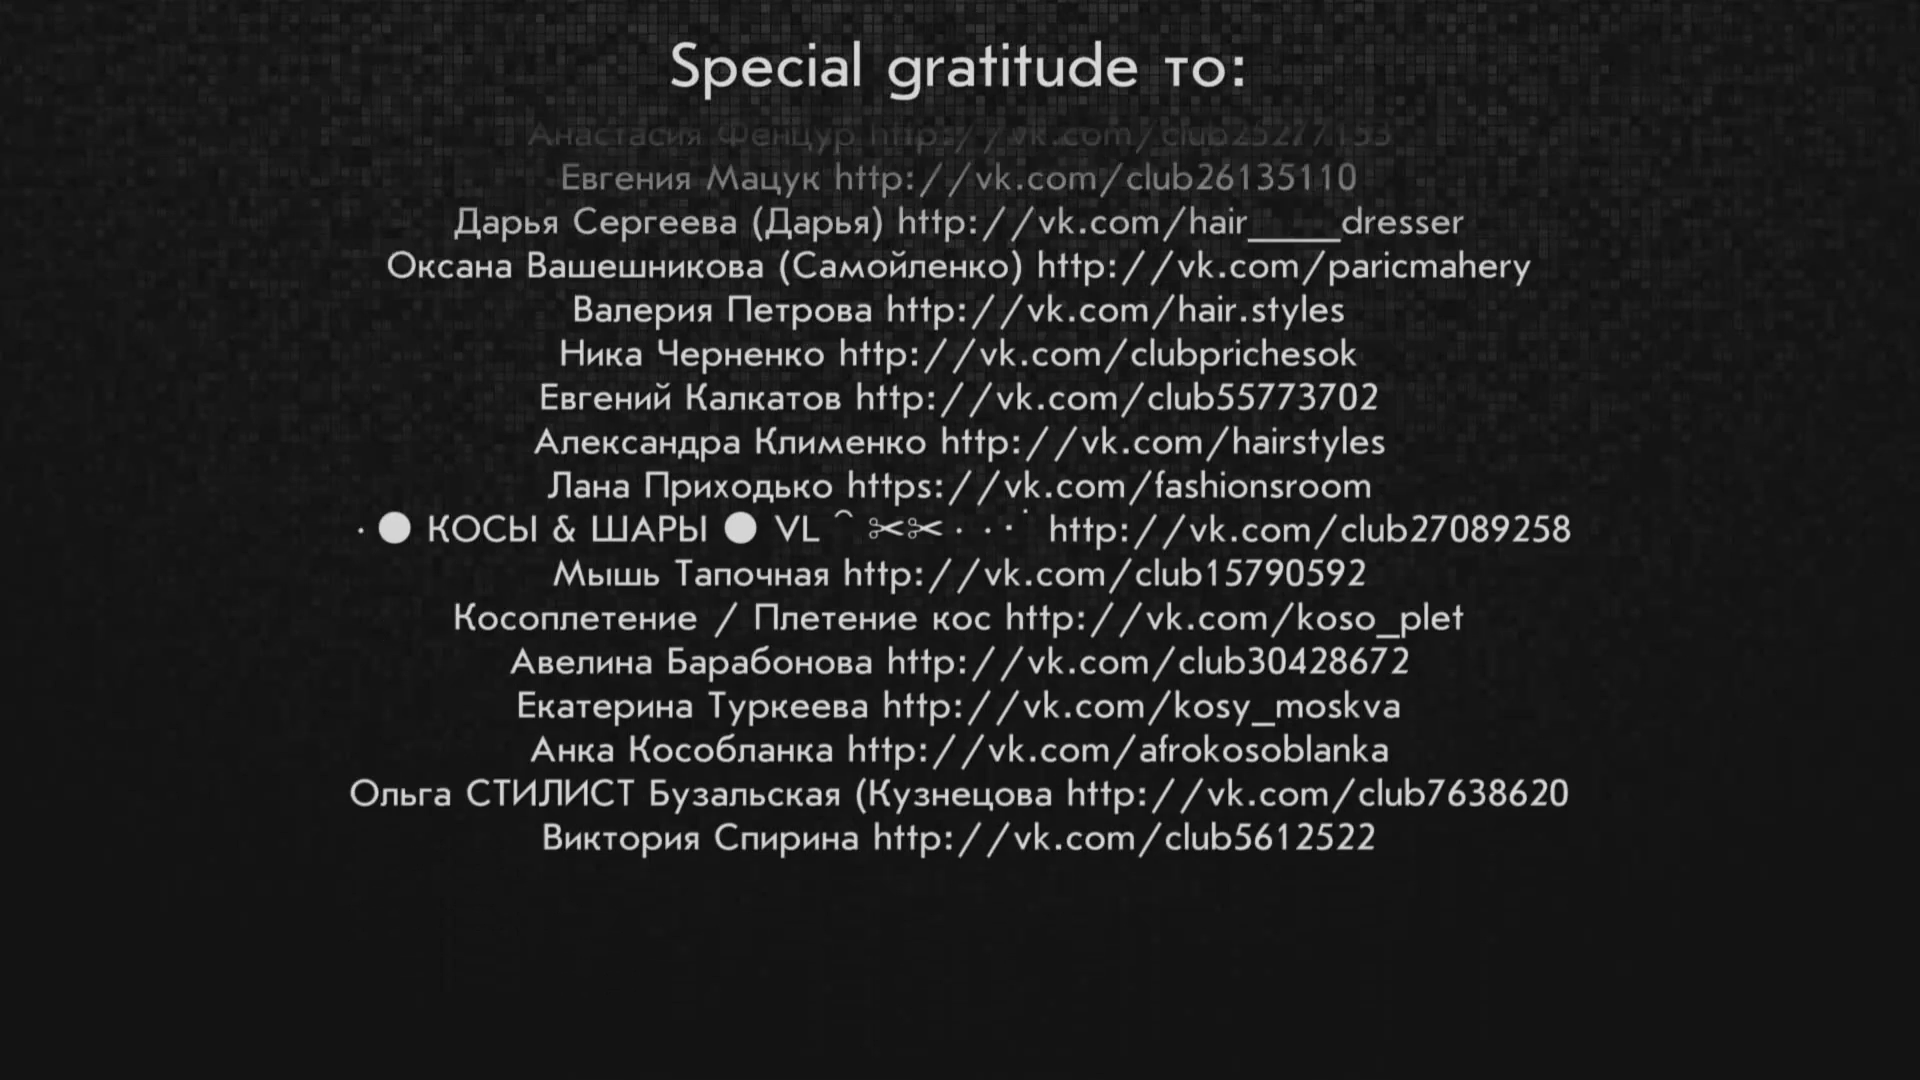 Special gratitude to:
Анастасия Фенцур https://vk.com/club25277153
Евгения Мацук http://vk.com/club26135110
Дарья Сергеева (Дарья) http://vk.com/hair_____dresser
Оксана Вашешникова (Самойленко) http://vk.com/paricmahery
Валерия Петрова http://vk.com/hair.styles
Ника Черненко http://vk.com/clubprichesok
Евгений Калкатов http://vk.com/club55773702
Александра Клименко http://vk.com/hairstyles
Лана Приходько https://vk.com/fashionsroom
· ● КОСЫ & ШАРЫ ● VL ⌒ ✂✂ · . · ˙ http://vk.com/club27089258
Мышь Тапочная http://vk.com/club15790592
Косоплетение / Плетение кос http://vk.com/koso_plet
Авелина Барабонова http://vk.com/club30428672
Екатерина Туркеева http://vk.com/kosy_moskva
Анка Кособланка http://vk.com/afrokosoblanka
Ольга СТИЛИСТ Бузальская (Кузнецова http://vk.com/club7638620
Виктория Спирина http://vk.com/club5612522